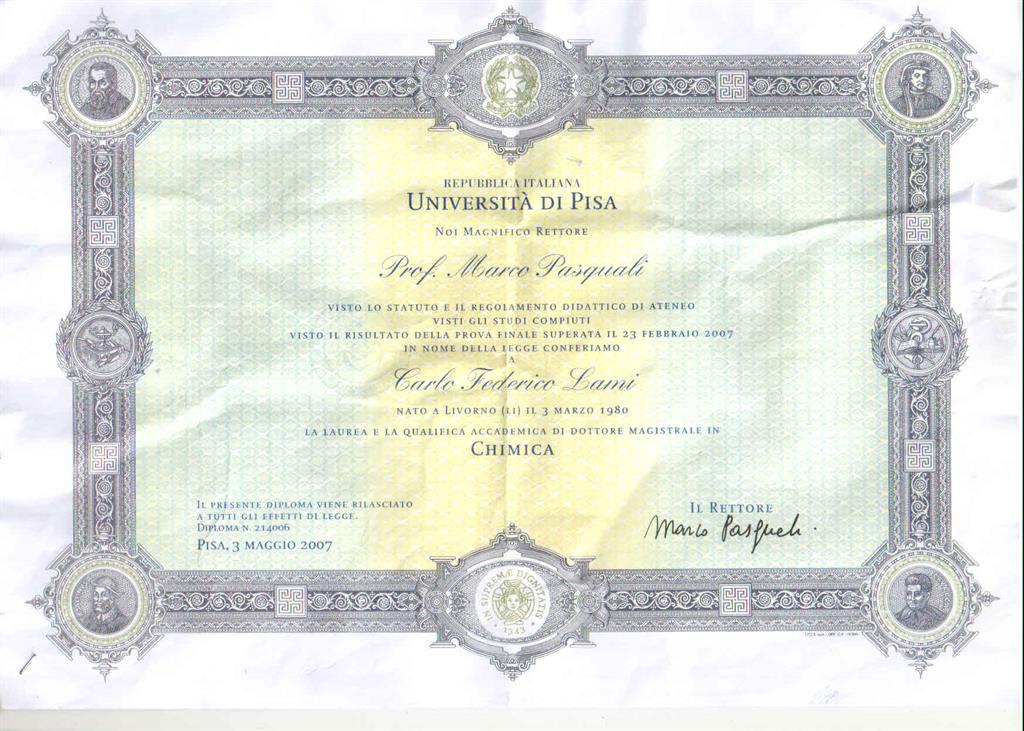 REPUBBLICA ITALIANA
UNIVERSITÀ DI PISA
NOI MAGNIFICO RETTORE
Prof. Marco Pasquali
VISTO LO STATUTO E IL REGOLAMENTO DIDATTICO DI ATENEO
VISTI GLI STUDI COMPIUTI
VISTO IL RISULTATO DELLA PROVA FINALE SUPERATA IL 23 FEBBRAIO 2007
IN NOME DELLA LEGGE CONFERIAMO
A
Carlo Federico Lami
NATO A LIVORNO (LI) IL 3 MARZO 1980
LA LAUREA E LA QUALIFICA ACCADEMICA DI DOTTORE MAGISTRALE IN
CHIMICA
IL PRESENTE DIPLOMA VIENE RILASCIATO
A TUTTI GLI EFFETTI DI LEGGE.
DIPLOMA N. 214006
PISA, 3 MAGGIO 2007
IL RETTORE
Marco Pasquali
IN SUPREMÆ DIGNITATIS
1343